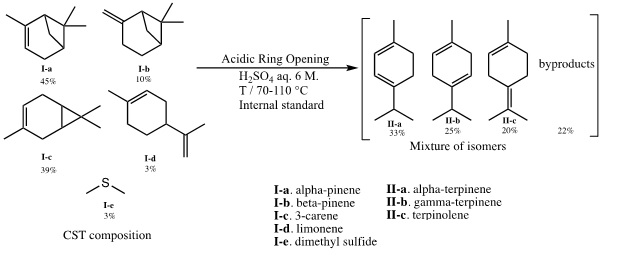 I-a
45%
I-b
10%
Acidic Ring Opening
H₂SO₄ aq. 6 M.
T / 70-110 °C
Internal standard
byproducts
II-a
33%
II-b
25%
II-c
20%
22%
Mixture of isomers
I-c
39%
I-d
3%
S
I-e
3%
CST composition
I-a. alpha-pinene
I-b. beta-pinene
I-c. 3-carene
I-d. limonene
I-e. dimethyl sulfide
II-a. alpha-terpinene
II-b. gamma-terpinene
II-c. terpinolene